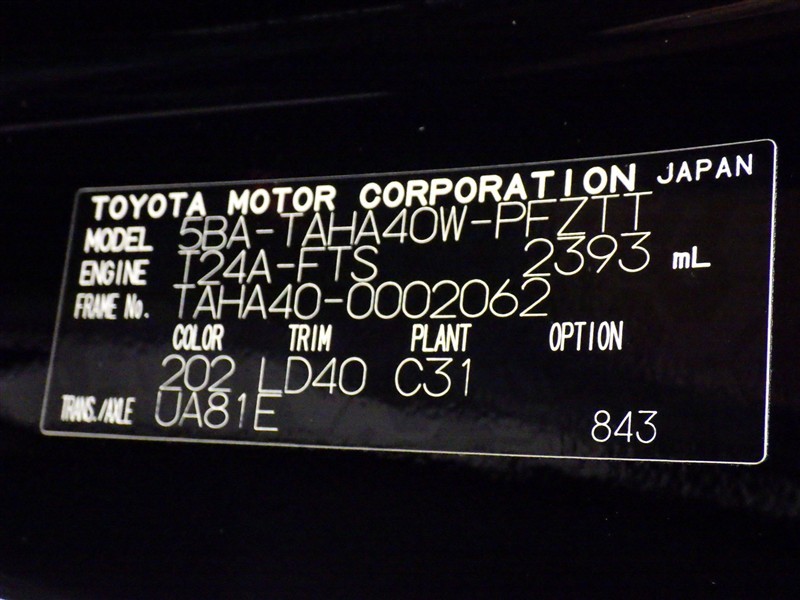 TOYOTA MOTOR CORPORATION JAPAN
MODEL 5BA-TAHA40W-PFZTT
ENGINE T24A-FTS 2393 mL
FRAME No. TAHA40-0002062
COLOR TRIM PLANT OPTION
202 LD40 C31
TRANS./AXLE UA81E 843